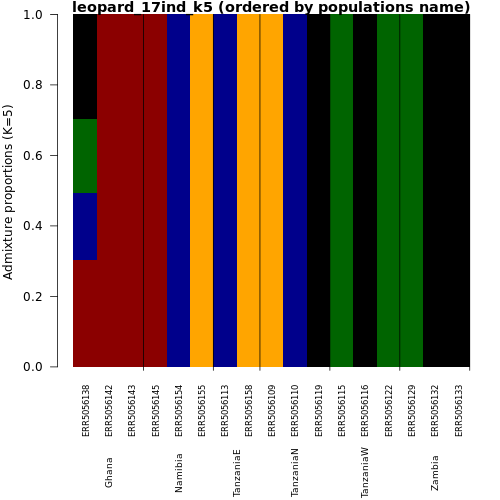 leopard_17ind_k5 (ordered by populations name)
Admixture proportions (K=5)
1.0
0.8
0.6
0.4
0.2
0.0
ERR5056138
ERR5056142
ERR5056143
ERR5056145
ERR5056154
ERR5056155
ERR5056113
ERR5056158
ERR5056109
ERR5056110
ERR5056119
ERR5056115
ERR5056116
ERR5056122
ERR5056129
ERR5056132
ERR5056133
Ghana
Namibia
TanzaniaE
TanzaniaN
TanzaniaW
Zambia